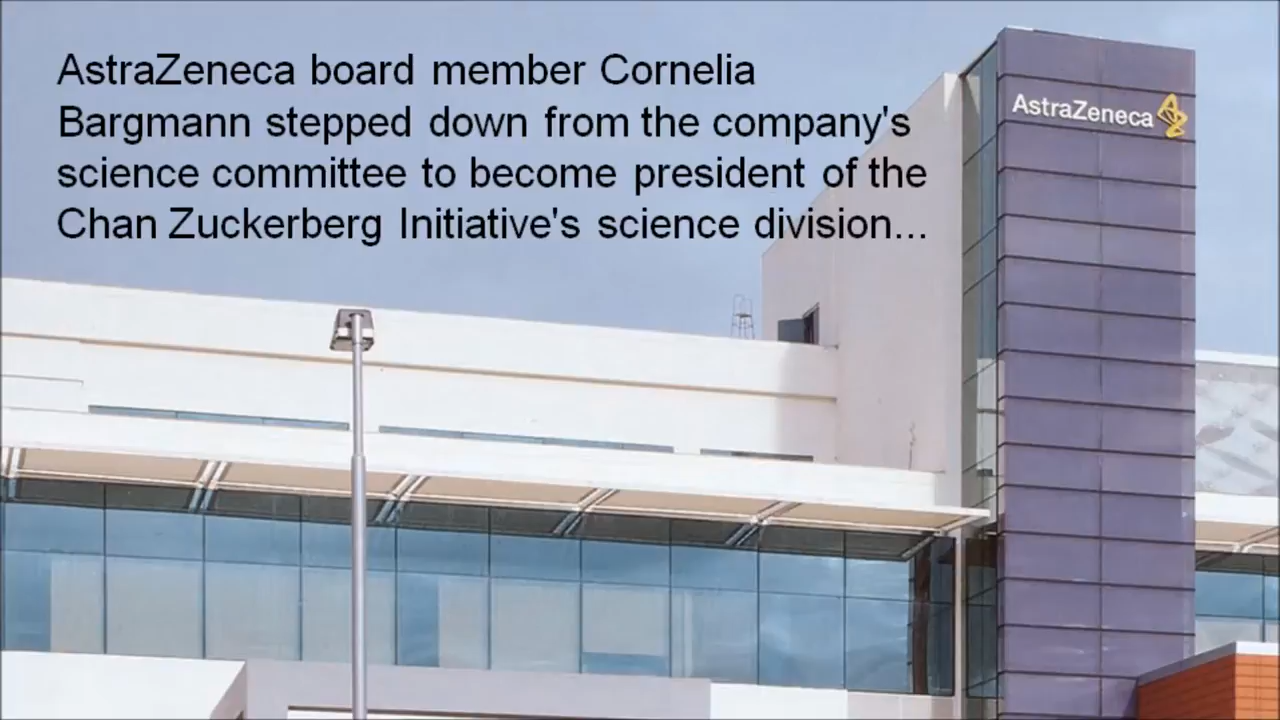 AstraZeneca board member Cornelia
Bargmann stepped down from the company's
science committee to become president of the
Chan Zuckerberg Initiative's science division...
AstraZeneca